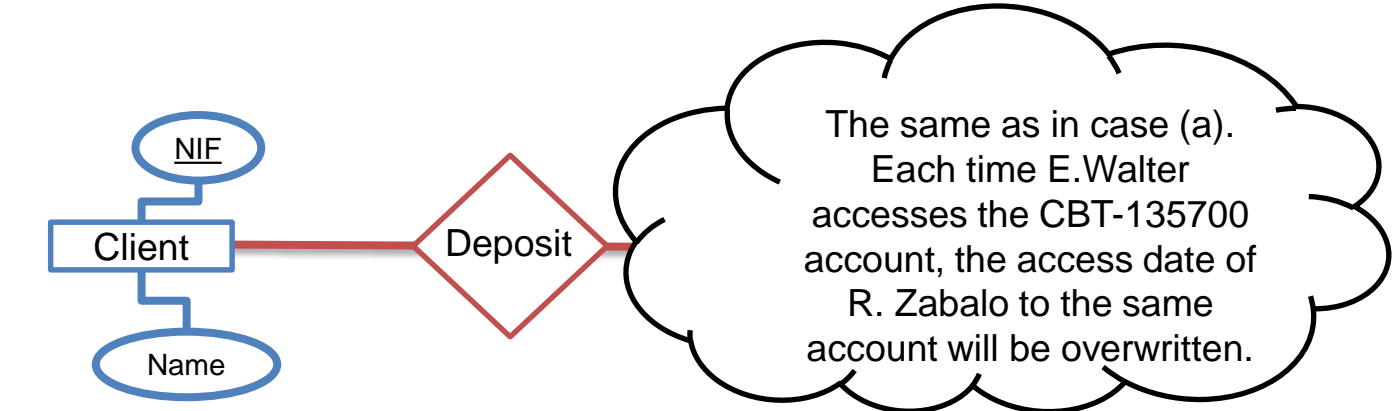 NIF
Client
Name
Deposit
The same as in case (a).
Each time E.Walter
accesses the CBT-135700
account, the access date of
R. Zabalo to the same
account will be overwritten.